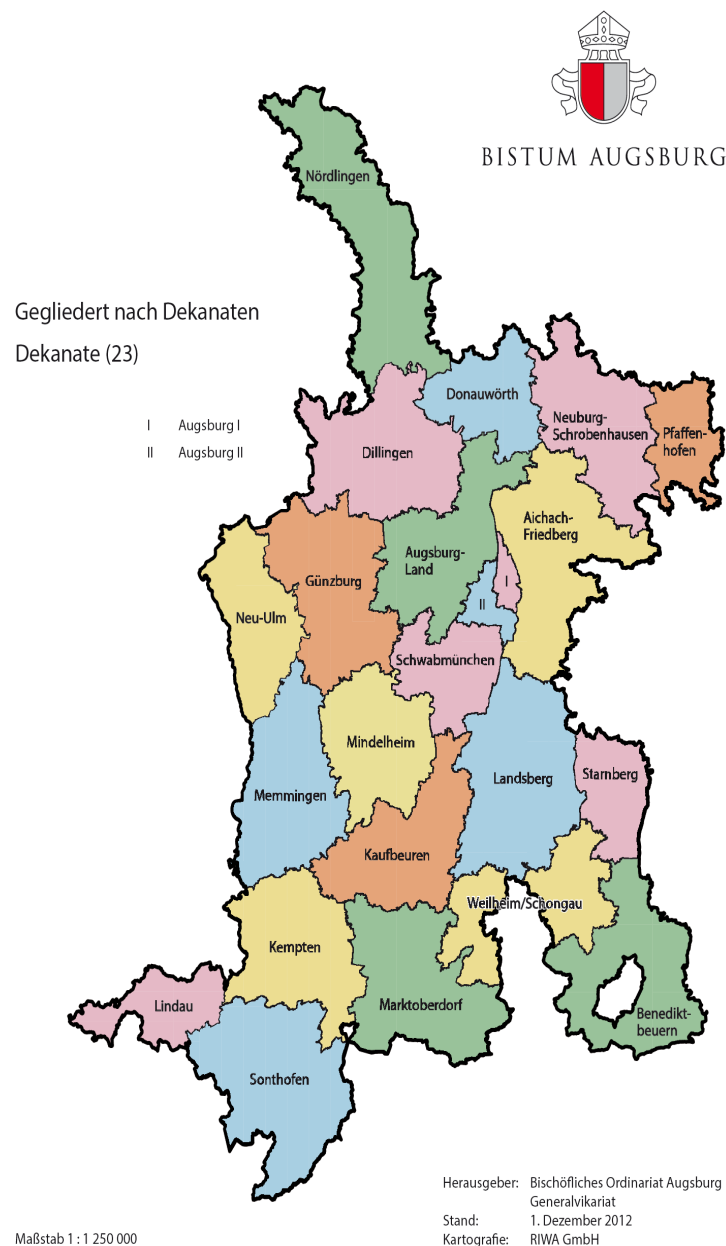 BISTUM AUGSBURG
Nördlingen
Gegliedert nach Dekanaten
Dekanate (23)
I Augsburg I
II Augsburg II
Donauwörth
Neuburg-
Schrobenhausen
Pfaffen-
hofen
Dillingen
Aichach-
Friedberg
Augsburg-
Land
Günzburg
I
II
Neu-Ulm
Schwabmünchen
Mindelheim
Landsberg
Starnberg
Memmingen
Kaufbeuren
Weilheim/Schongau
Kempten
Lindau
Marktoberdorf
Benedikt-
beuern
Sonthofen
Herausgeber: Bischöfliches Ordinariat Augsburg
Generalvikariat
Stand: 1. Dezember 2012
Kartografie: RIWA GmbH
Maßstab 1 : 1 250 000